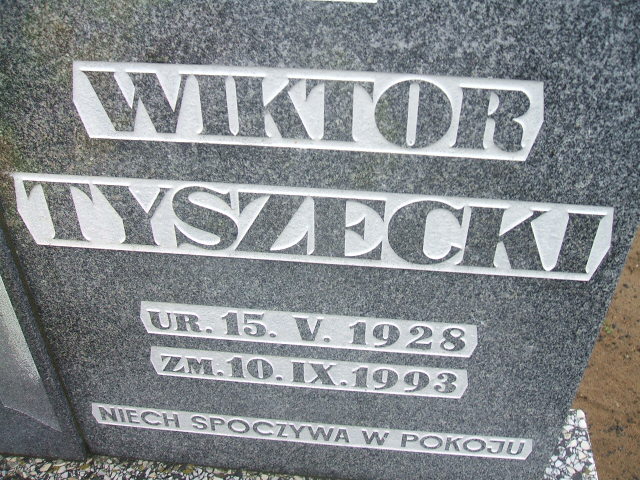 WIKTOR
TYSZECKI
UR. 15. V. 1928
ZM. 10. IX. 1993
NIECH SPOCZYWA W POKOJU